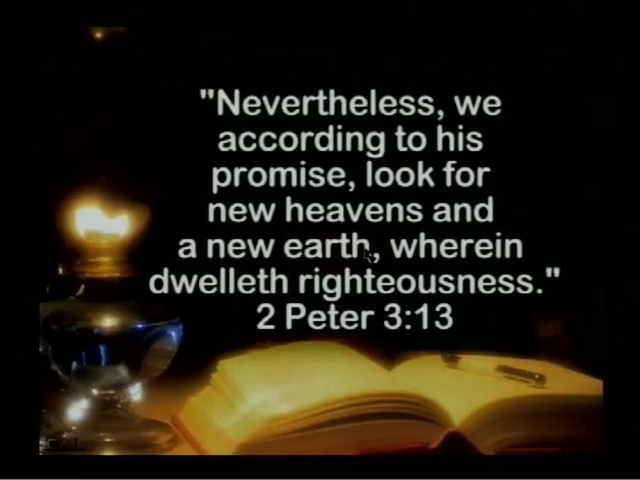 "Nevertheless, we
according to his
promise, look for
new heavens and
a new earth, wherein
dwelleth righteousness."
2 Peter 3:13